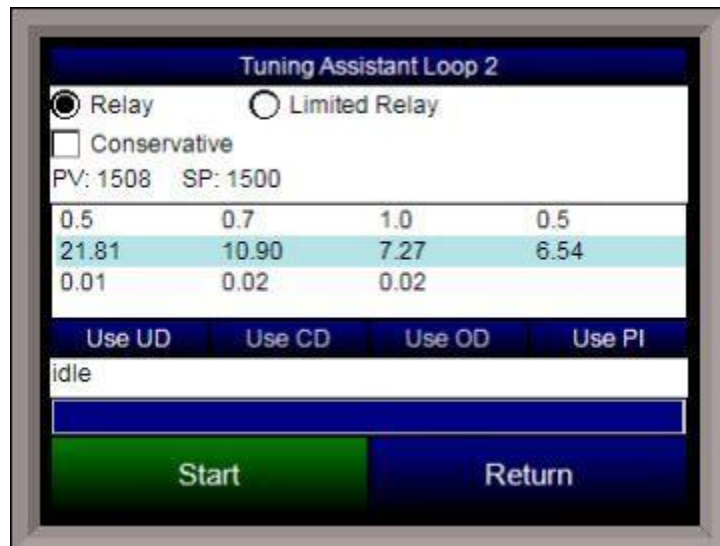 Tuning Assistant Loop 2
Relay Limited Relay
Conservative
PV: 1508 SP: 1500
0.5 0.7 1.0 0.5
21.81 10.90 7.27 6.54
0.01 0.02 0.02
Use UD Use CD Use OD Use PI
idle
Start Return